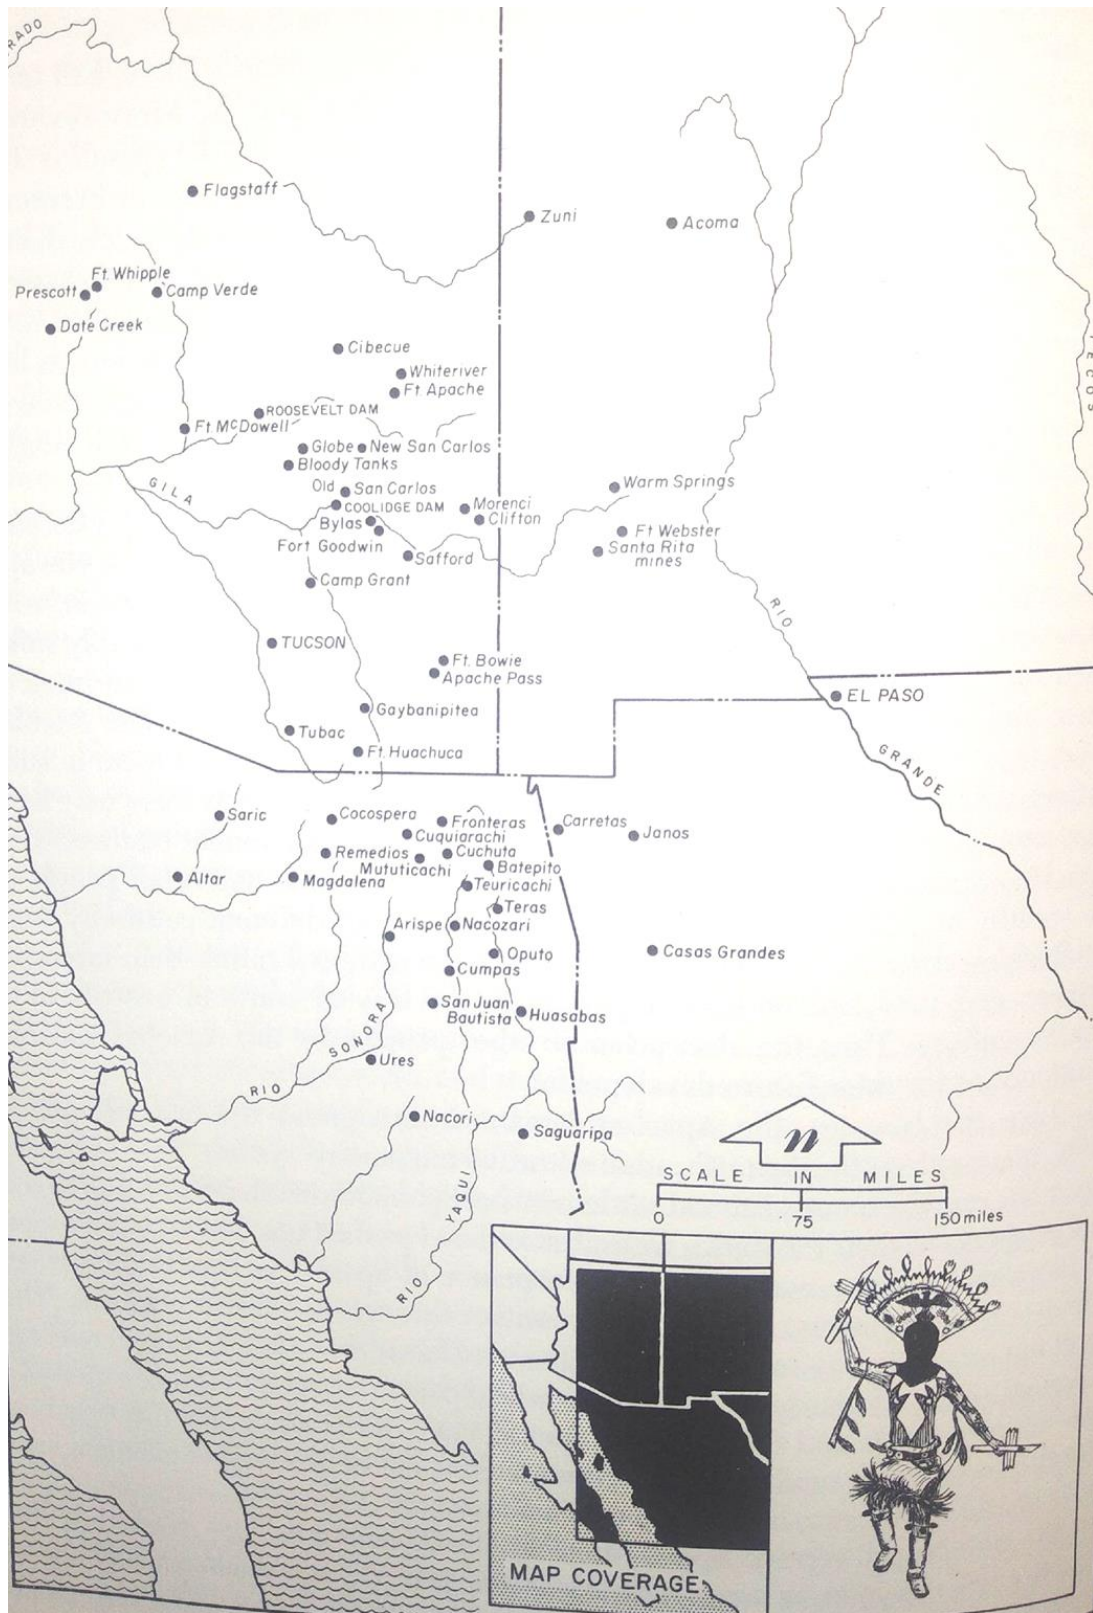 RADO
Flagstaff
Zuni
Acoma
Ft. Whipple
Prescott
Camp Verde
Date Creek
PECOS
Cibecue
Whiteriver
Ft. Apache
ROOSEVELT DAM
Ft. McDowell
Globe
New San Carlos
Bloody Tanks
GILA
Old San Carlos
COOLIDGE DAM
Morenci
Clifton
Warm Springs
Bylas
Fort Goodwin
Safford
Ft Webster
Santa Rita
mines
Camp Grant
RIO GRANDE
TUCSON
Ft. Bowie
Apache Pass
EL PASO
Gaybanipitea
Tubac
Ft. Huachuca
Saric
Cocospera
Fronteras
Carretas
Janos
Cuquiarachi
Remedios
Cuchuta
Mututicachi
Batepito
Altar
Magdalena
Teuricachi
Teras
Arispe
Nacozari
Oputo
Casas Grandes
Cumpas
San Juan
Bautista
Huasabas
RIO SONORA
Ures
Nacori
Saguaripa
RIO YAQUI
n
SCALE IN MILES
0 75 150 miles
MAP COVERAGE